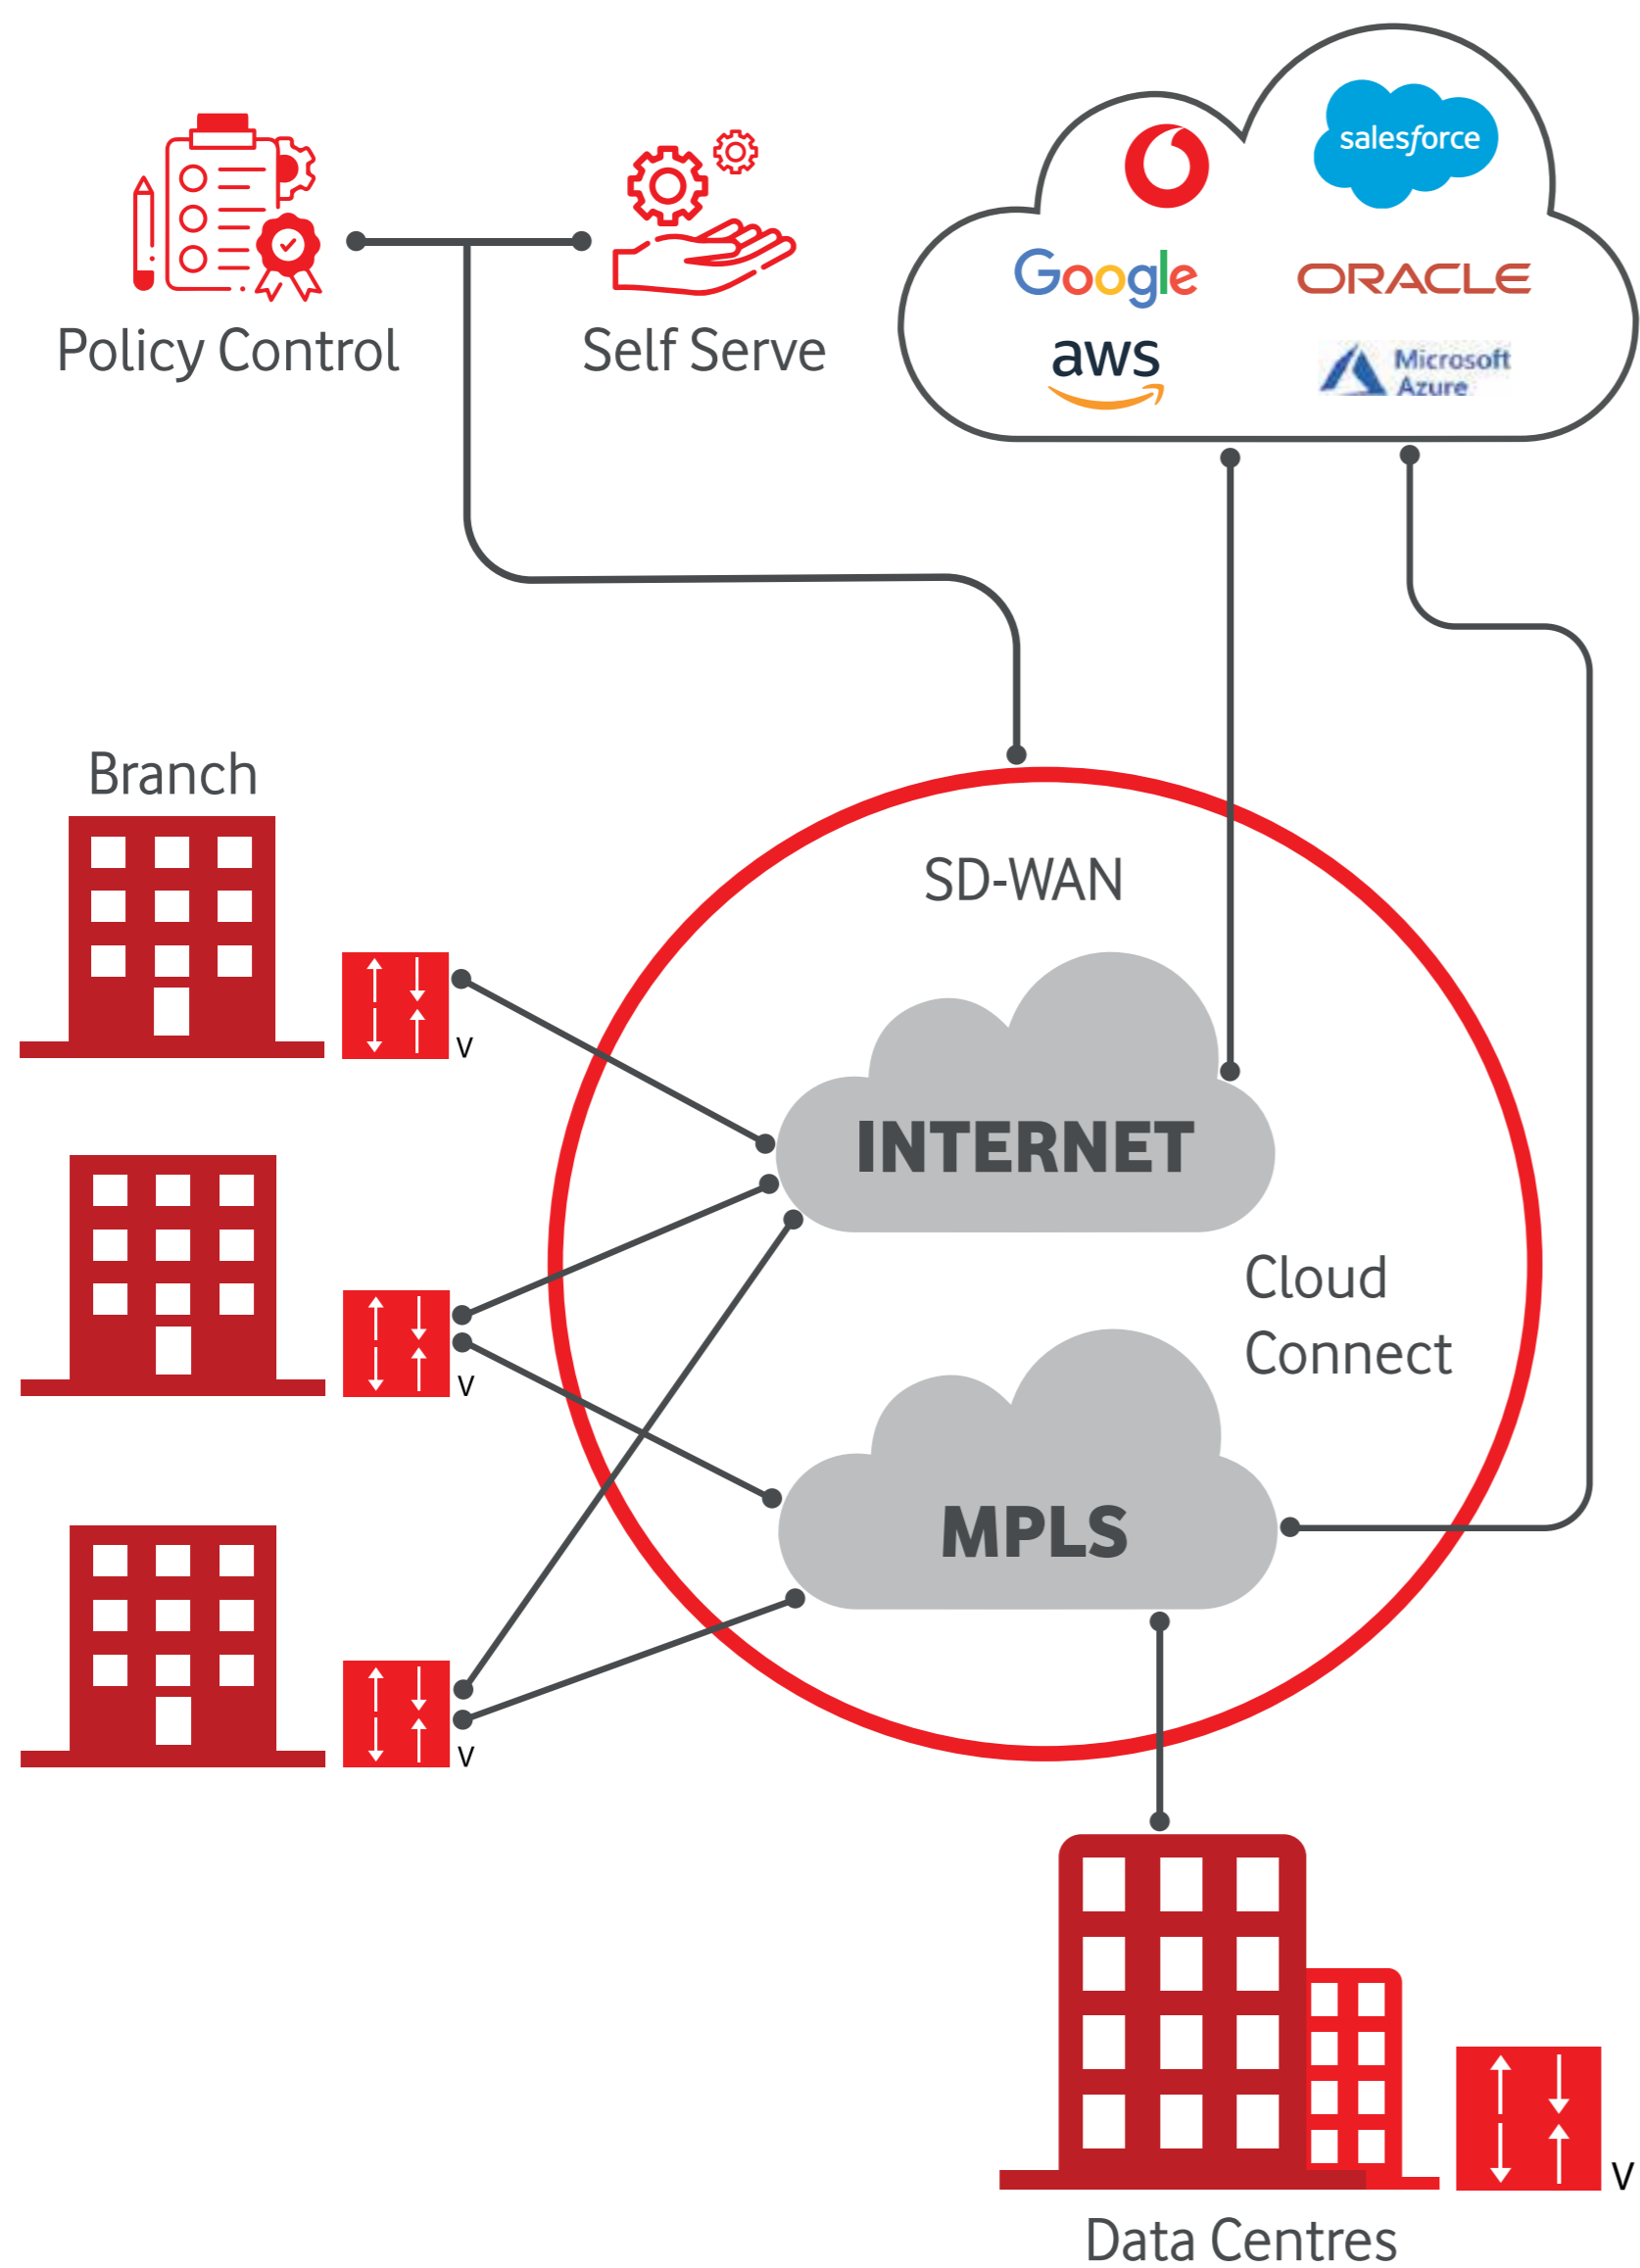 salesforce
Google
ORACLE
aws
Microsoft
Azure
Policy Control
Self Serve
Branch
SD-WAN
V
INTERNET
Cloud
Connect
V
MPLS
V
V
Data Centres